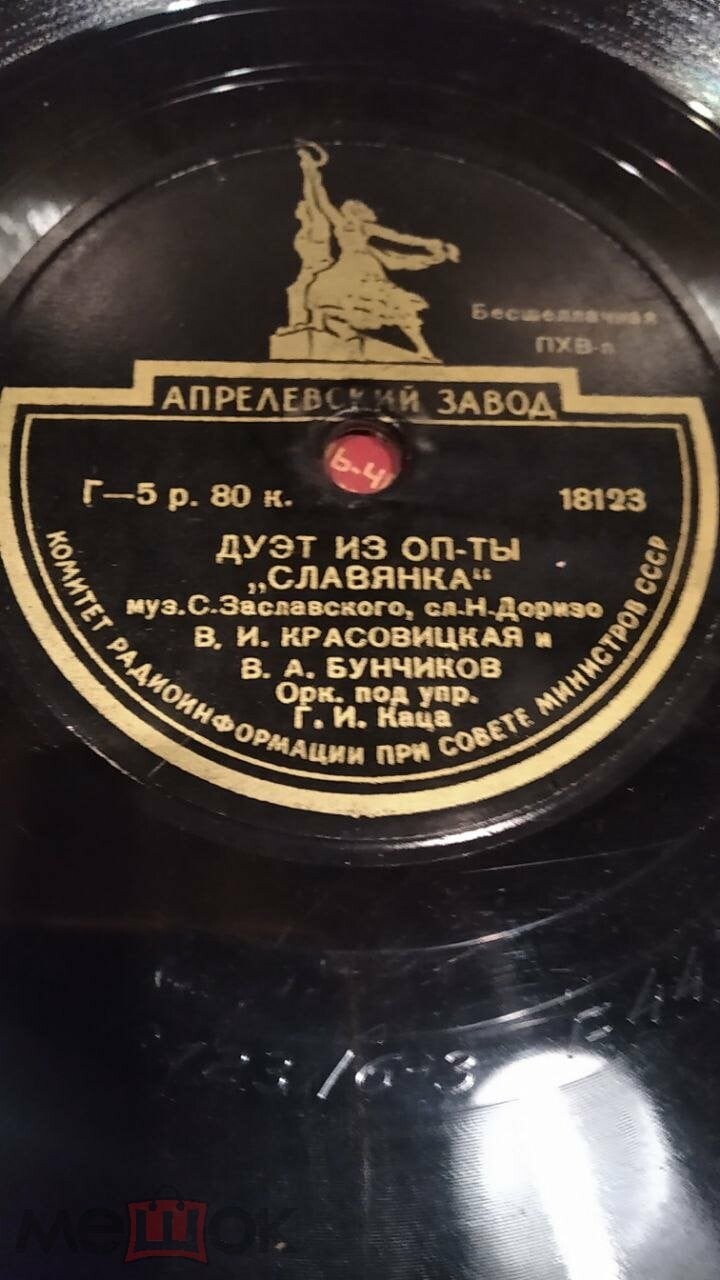 Бесшеллачная
ПХВ-п
АПРЕЛЕВСКИЙ ЗАВОД
Г—5 р. 80 к.
18123
ДУЭТ ИЗ ОП-ТЫ
„СЛАВЯНКА“
муз. С. Заславского, сл. Н. Доризо
В. И. КРАСОВИЦКАЯ и
В. А. БУНЧИКОВ
Орк. под упр.
Г. И. Каца
КОМИТЕТ РАДИОИНФОРМАЦИИ ПРИ СОВЕТЕ МИНИСТРОВ СССР
мешок